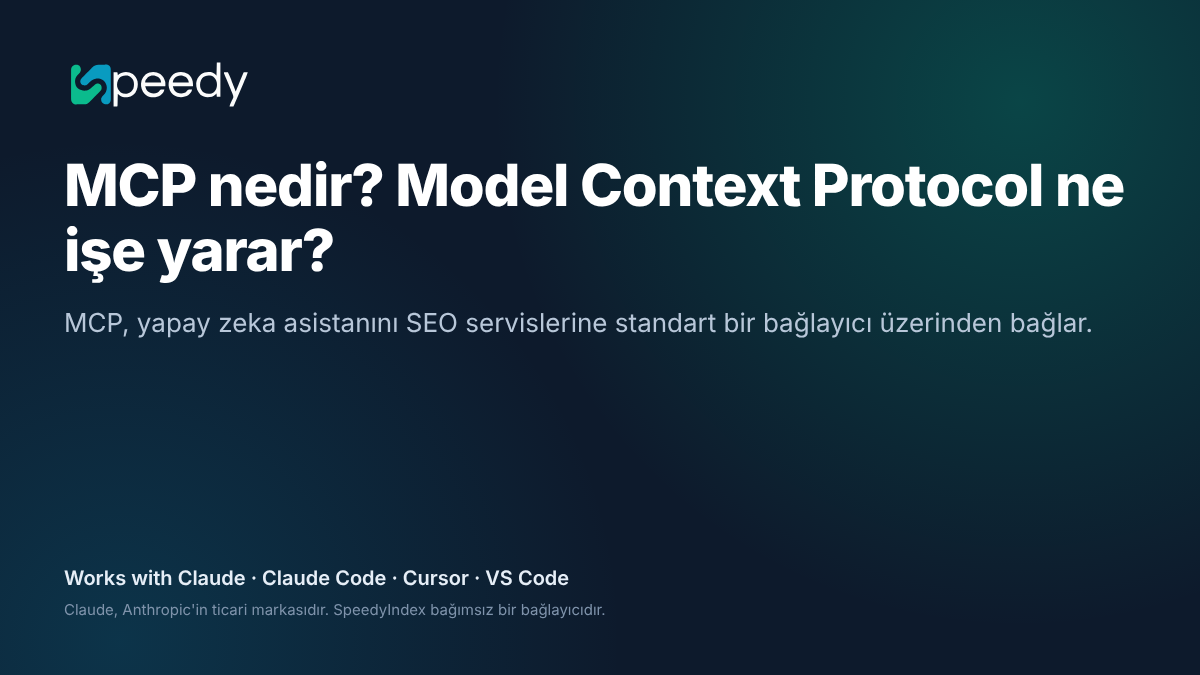 Speedy
MCP nedir? Model Context Protocol ne
işe yarar?
MCP, yapay zeka asistanını SEO servislerine standart bir bağlayıcı üzerinden bağlar.
Works with Claude · Claude Code · Cursor · VS Code
Claude, Anthropic'in ticari markasıdır. SpeedyIndex bağımsız bir bağlayıcıdır.